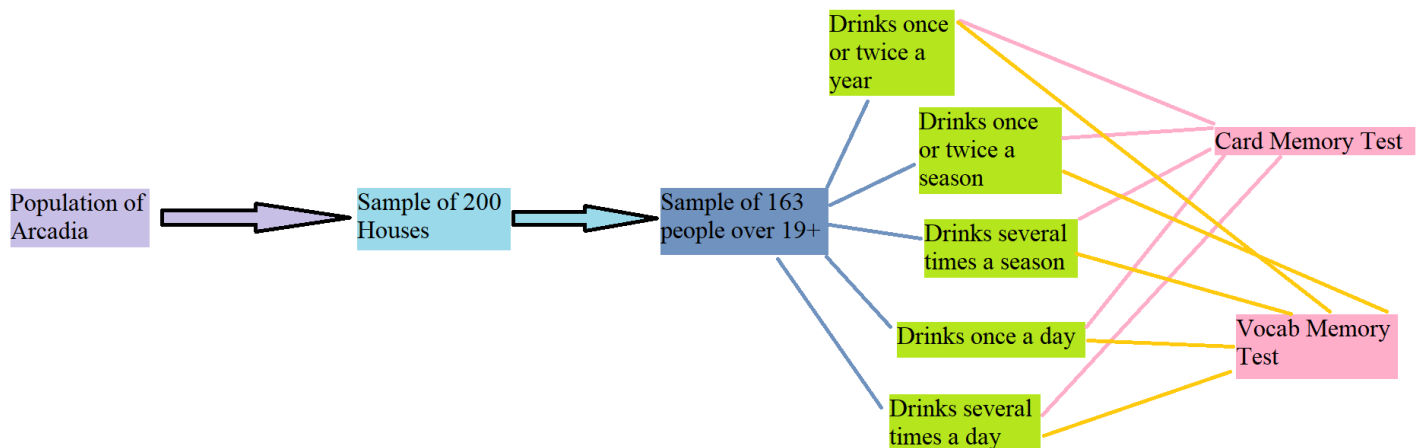 Population of
Arcadia
Sample of 200
Houses
Sample of 163
people over 19+
Drinks once
or twice a
year
Drinks once
or twice a
season
Drinks several
times a season
Drinks once a day
Drinks several
times a day
Card Memory Test
Vocab Memory
Test